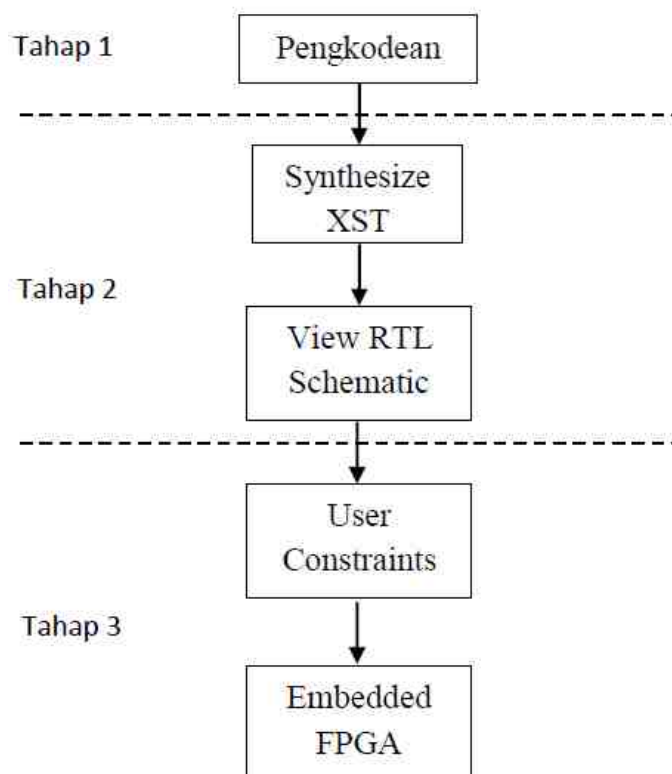 Tahap 1
Pengkodean
Synthesize
XST
Tahap 2
View RTL
Schematic
User
Constraints
Tahap 3
Embedded
FPGA